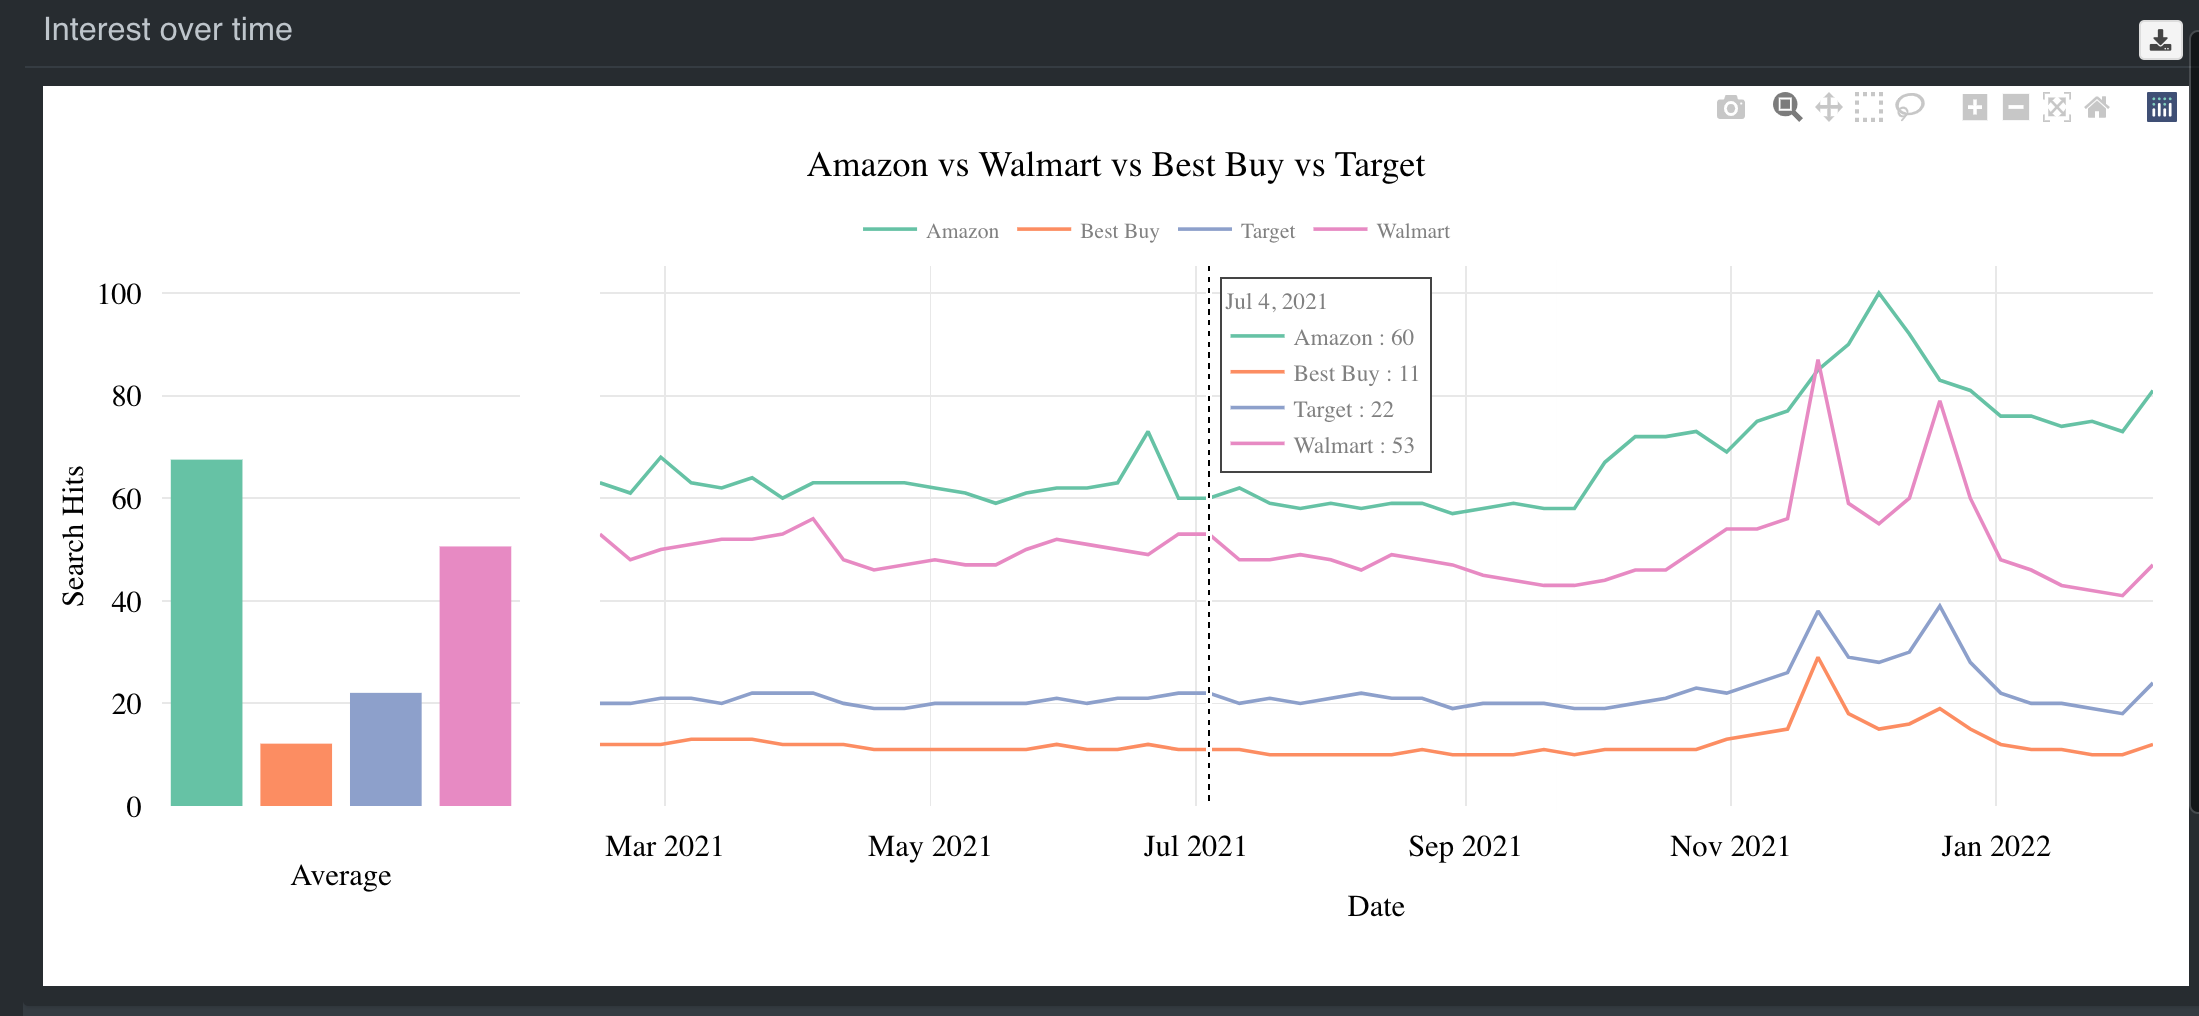 Interest over time
Amazon vs Walmart vs Best Buy vs Target
Amazon Best Buy Target Walmart
Search Hits
100
80
60
40
20
0
Average
Jul 4, 2021
Amazon : 60
Best Buy : 11
Target : 22
Walmart : 53
Mar 2021 May 2021 Jul 2021 Sep 2021 Nov 2021 Jan 2022
Date